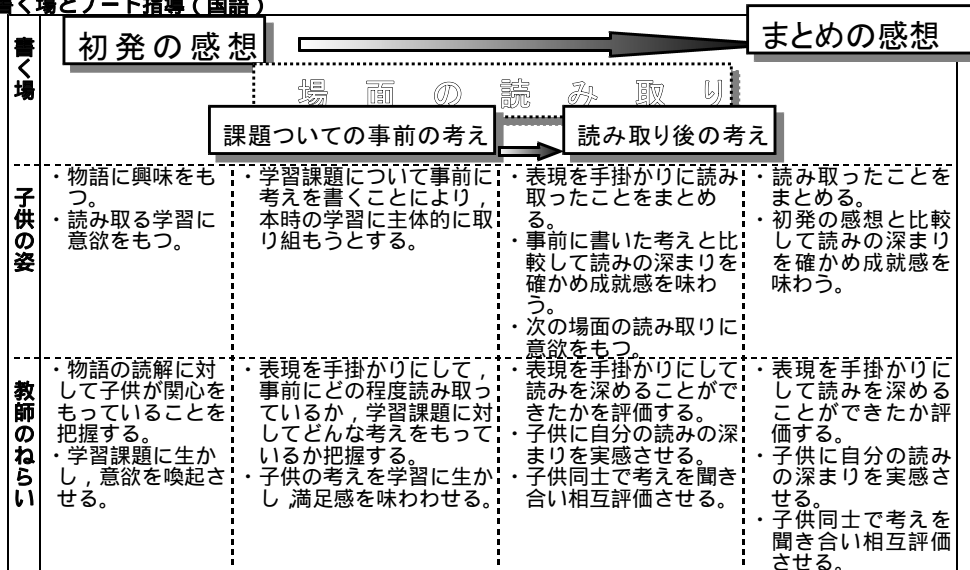 書く場とノート指導(国語)
書く場
初発の感想
まとめの感想
場面の読み取り
課題ついての事前の考え
読み取り後の考え
子供の姿
・物語に興味をも
つ。
・読み取る学習に
意欲をもつ。
・学習課題について事前に
考えを書くことにより，
本時の学習に主体的に取
り組もうとする。
・表現を手掛かりに読み
取ったことをまとめ
る。
・事前に書いた考えと比
較して読みの深まりを
確かめ成就感を味わ
う。
・次の場面の読み取りに
意欲をもつ。
・読み取ったことを
まとめる。
・初発の感想と比較
して読みの深まり
を確かめ成就感を
味わう。
教師のねらい
・物語の読解に対
して子供が関心を
もっていることを
把握する。
・学習課題に生か
し，意欲を喚起さ
せる。
・表現を手掛かりにして，
事前にどの程度読み取っ
ているか，学習課題に対
してどんな考えをもって
いるか把握する。
・子供の考えを学習に生か
し，満足感を味わわせる。
・表現を手掛かりにして
読みを深めることがで
きたかを評価する。
・子供に自分の読みの深
まりを実感させる。
・子供同士で考えを聞き
合い相互評価させる。
・表現を手掛かりに
して読みを深める
ことができたか評
価する。
・子供に自分の読み
の深まりを実感さ
せる。
・子供同士で考えを
聞き合い相互評価
させる。